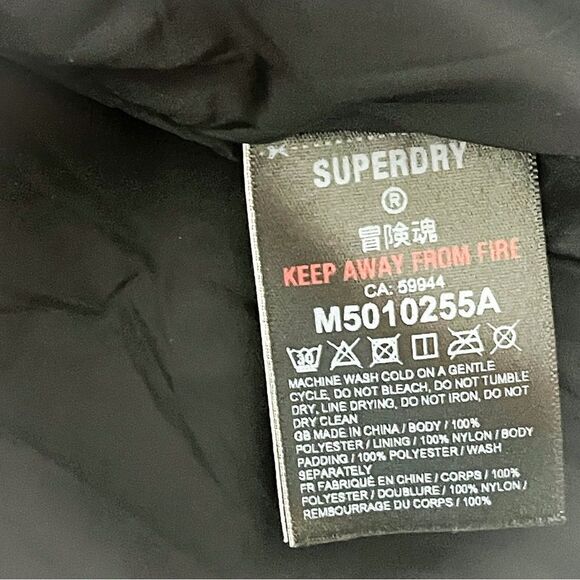 SUPERDRY
®
冒険魂
KEEP AWAY FROM FIRE
CA: 59944
M5010255A
30
MACHINE WASH COLD ON A GENTLE
CYCLE, DO NOT BLEACH, DO NOT TUMBLE
DRY, LINE DRYING, DO NOT IRON, DO NOT
DRY CLEAN
GB MADE IN CHINA / BODY / 100%
POLYESTER / LINING / 100% NYLON / BODY
PADDING / 100% POLYESTER / WASH
SEPARATELY
FR FABRIQUÉ EN CHINE / CORPS / 100%
POLYESTER / DOUBLURE / 100% NYLON /
REMBOURRAGE DU CORPS / 100%